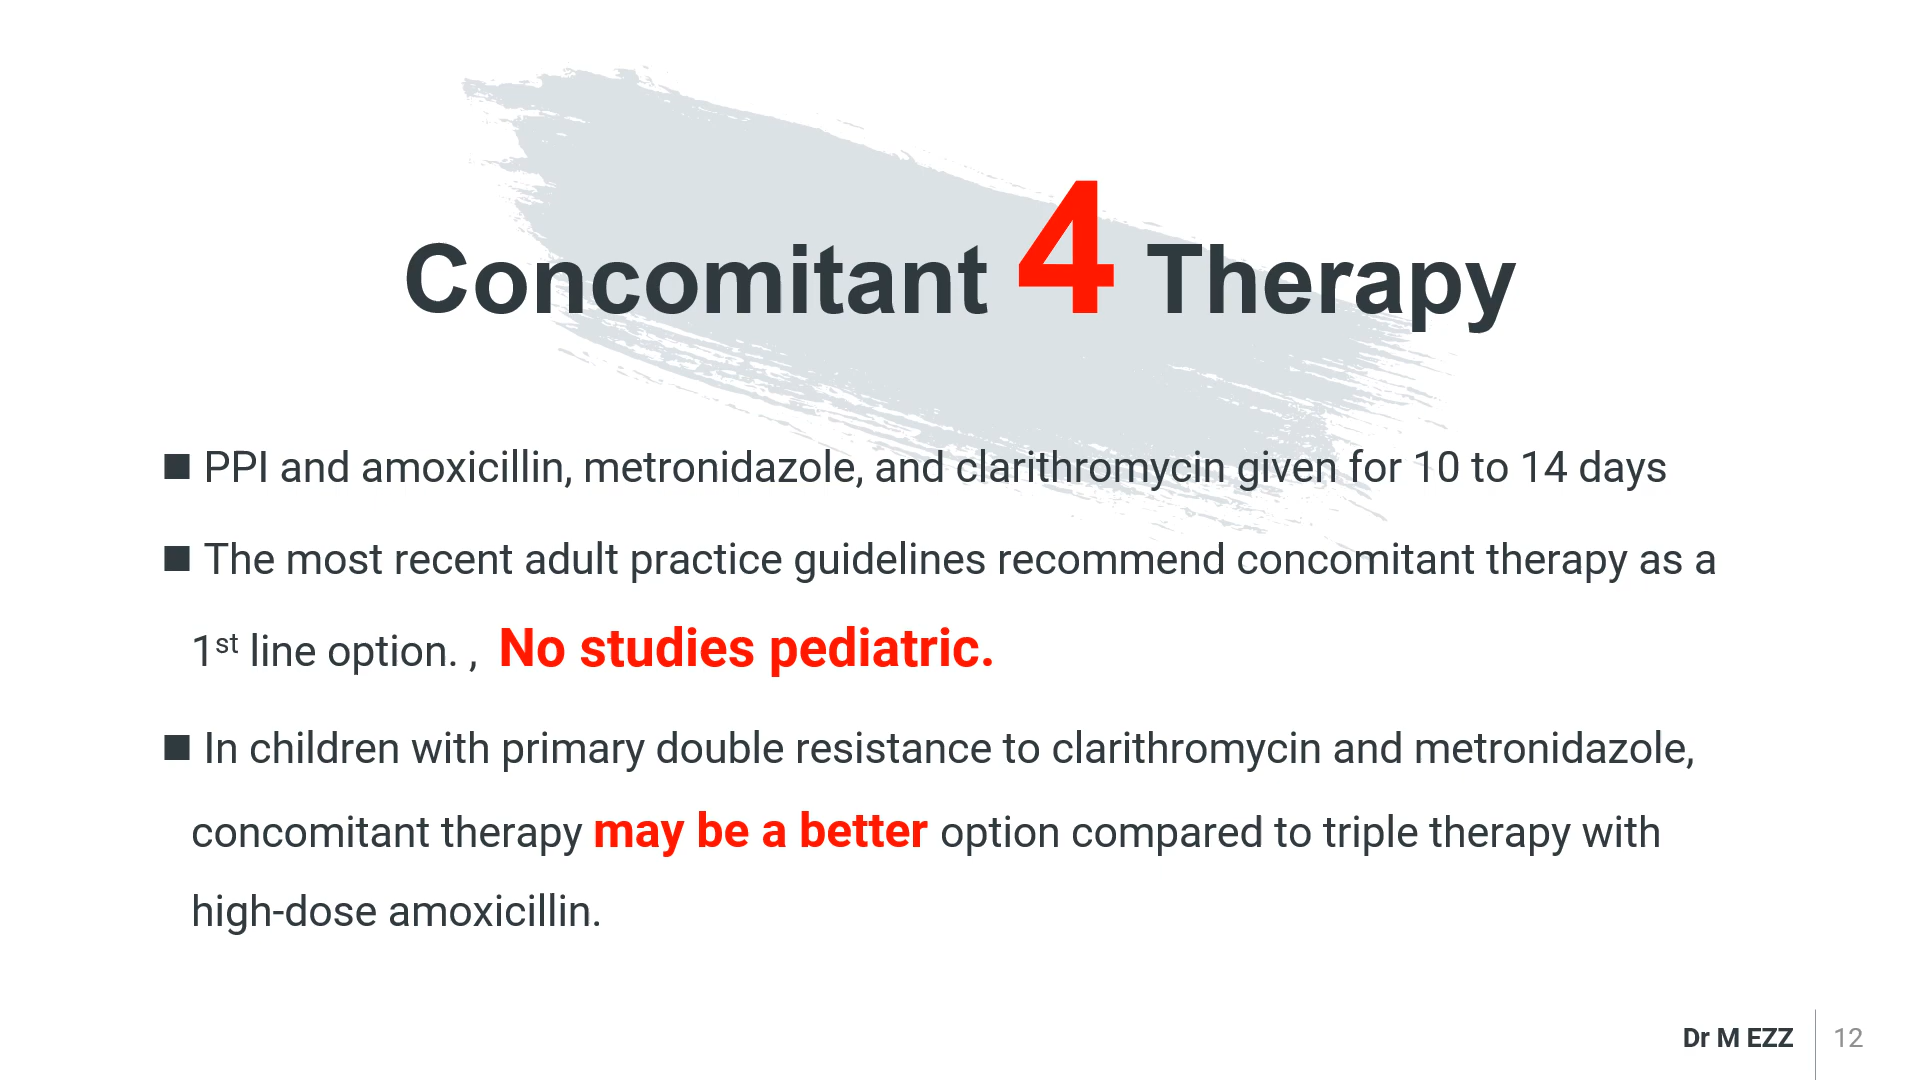 Concomitant 4 Therapy
■ PPI and amoxicillin, metronidazole, and clarithromycin given for 10 to 14 days
■ The most recent adult practice guidelines recommend concomitant therapy as a
1st line option. , No studies pediatric.
■ In children with primary double resistance to clarithromycin and metronidazole,
concomitant therapy may be a better option compared to triple therapy with
high-dose amoxicillin.
Dr M EZZ 12